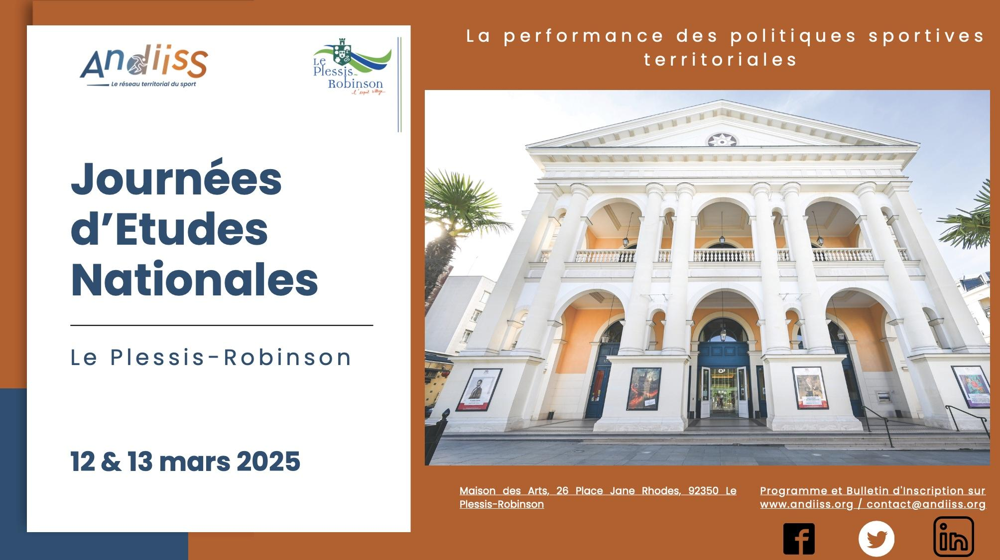 Andiiss
Le réseau territorial du sport
Le
Plessis-
Robinson
l'esprit village
Journées
d'Etudes
Nationales
Le Plessis-Robinson
12 & 13 mars 2025
La performance des politiques sportives
territoriales
Maison des Arts, 26 Place Jane Rhodes, 92350 Le
Plessis-Robinson
Programme et Bulletin d'Inscription sur
www.andiiss.org / contact@andiiss.org